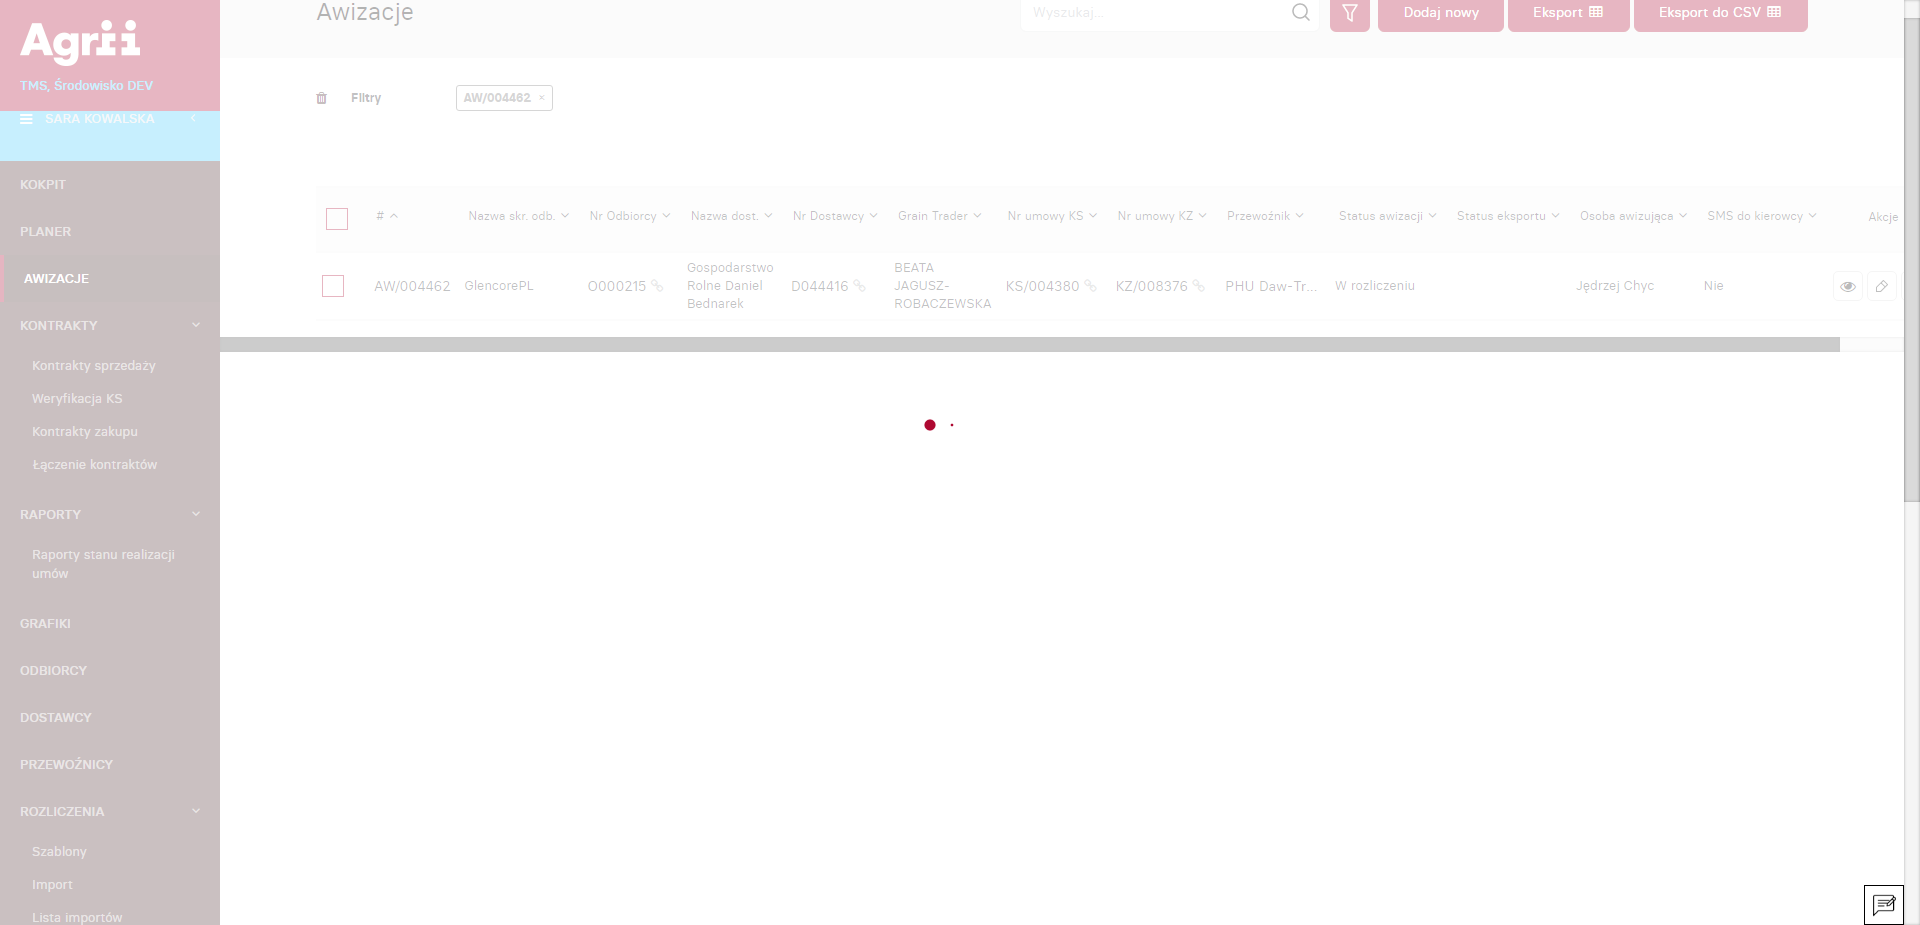 Agrii
TMS, Środowisko DEV
SARA KOWALSKA
KOKPIT
PLANER
AWIZACJE
KONTRAKTY
Kontrakty sprzedaży
Weryfikacja KS
Kontrakty zakupu
Łączenie kontraktów
RAPORTY
Raporty stanu realizacji
umów
GRAFIKI
ODBIORCY
DOSTAWCY
PRZEWOŹNICY
ROZLICZENIA
Szablony
Import
Lista importów
Awizacje
Wyszukaj...
Dodaj nowy
Eksport
Eksport do CSV
Filtry
AW/004462 ×
# Nazwa skr. odb. Nr Odbiorcy Nazwa dost. Nr Dostawcy Grain Trader Nr umowy KS Nr umowy KZ Przewoźnik Status awizacji Status eksportu Osoba awizująca SMS do kierowcy Akcje
AW/004462 GlencorePL O000215
Gospodarstwo
Rolne Daniel
Bednarek
D044416
BEATA
JAGUSZ-
ROBACZEWSKA
KS/004380 KZ/008376 PHU Daw-Tr... W rozliczeniu Jędrzej Chyc Nie